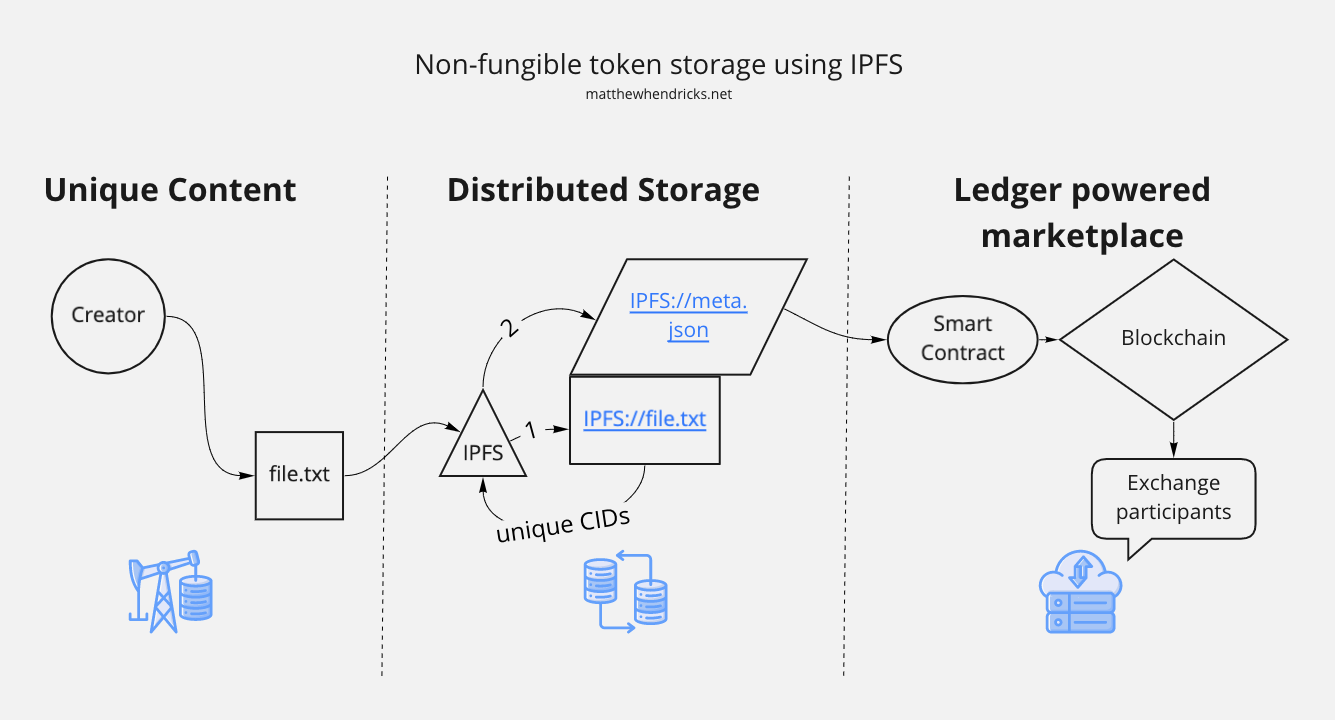 Non-fungible token storage using IPFS
matthewhendricks.net
Unique Content
Creator
file.txt
Distributed Storage
IPFS://meta.
json
2
IPFS
1
IPFS://file.txt
unique CIDs
Ledger powered
marketplace
Smart
Contract
Blockchain
Exchange
participants